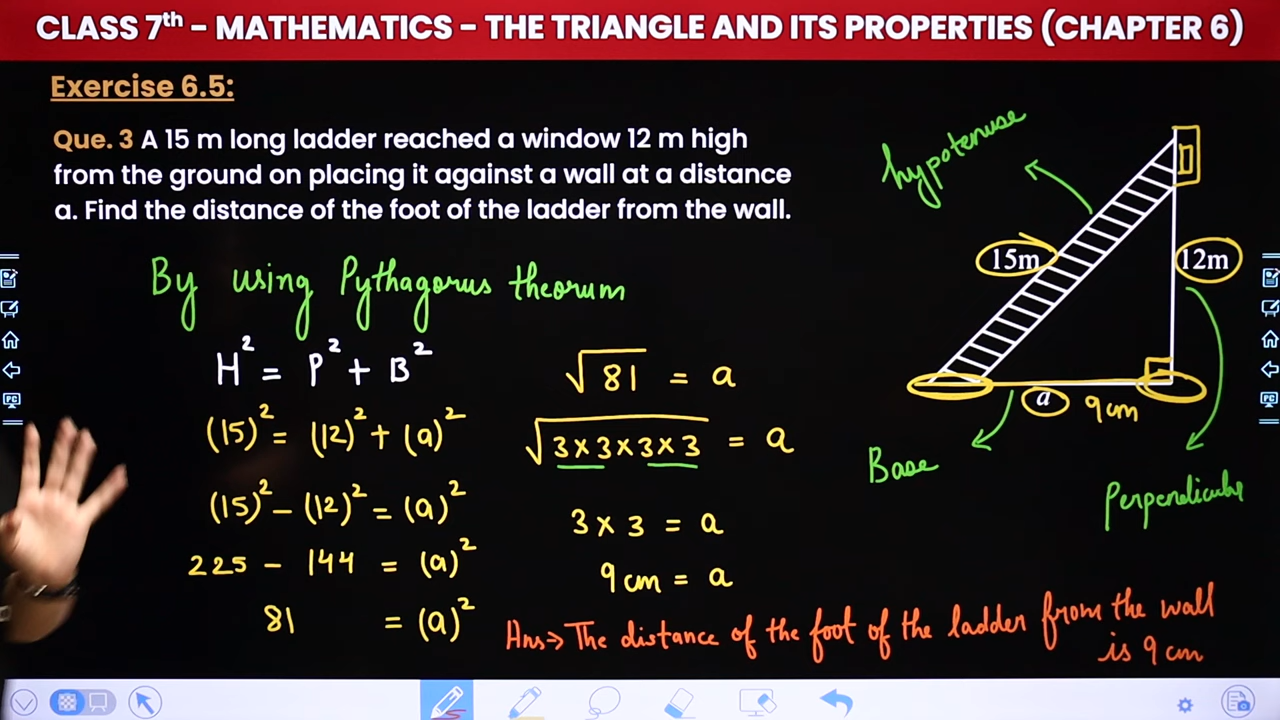 CLASS 7th - MATHEMATICS - THE TRIANGLE AND ITS PROPERTIES (CHAPTER 6)
Exercise 6.5:
Que. 3 A 15 m long ladder reached a window 12 m high
from the ground on placing it against a wall at a distance
a. Find the distance of the foot of the ladder from the wall.
By using Pythagorus theorum
H² = P² + B²
(15)² = (12)² + (a)²
(15)² - (12)² = (a)²
225 - 144 = (a)²
81 = (a)²
√81 = a
√3×3×3×3 = a
3 × 3 = a
9cm = a
Ans→ The distance of the foot of the ladder from the wall
is 9 cm
hypotenuse
15m
12m
a
9cm
Base
Perpendicular
PC
PC